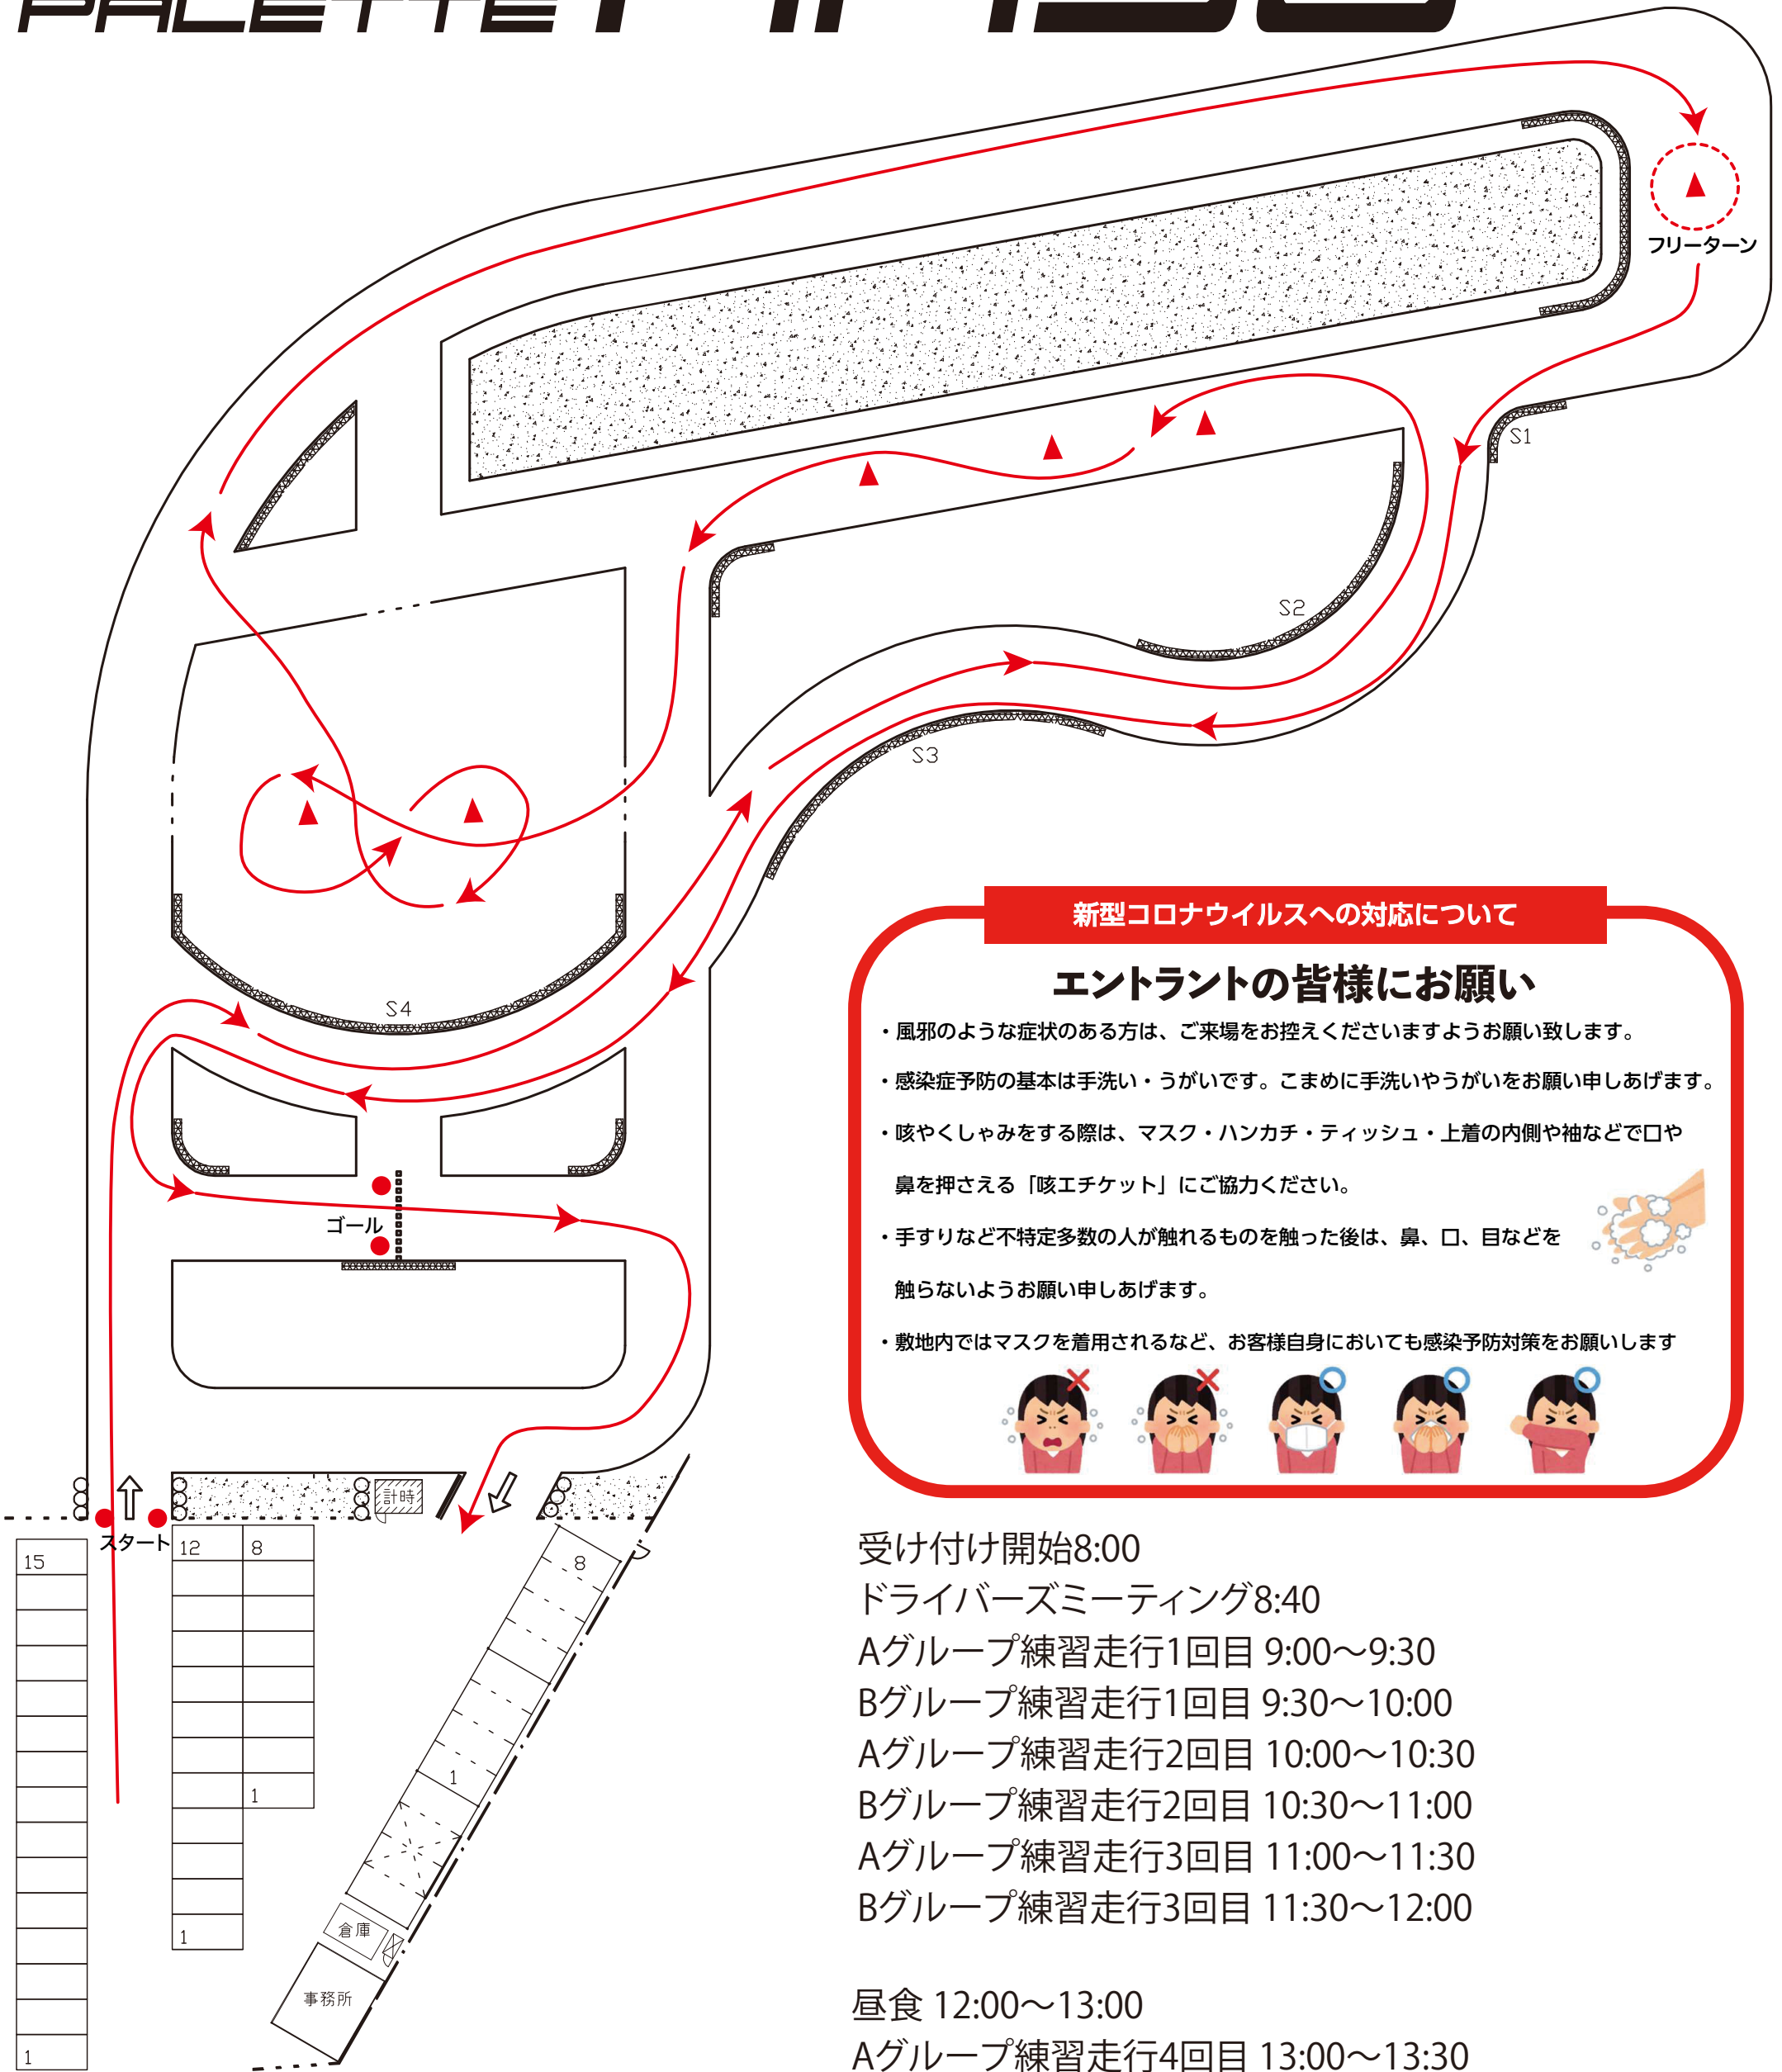 PALETTE
フリーターン
S1
S2
S3
S4
ゴール
新型コロナウイルスへの対応について
エントラントの皆様にお願い
・風邪のような症状のある方は、ご来場をお控えくださいますようお願い致します。
・感染症予防の基本は手洗い・うがいです。こまめに手洗いやうがいをお願い申しあげます。
・咳やくしゃみをする際は、マスク・ハンカチ・ティッシュ・上着の内側や袖などで口や
鼻を押さえる「咳エチケット」にご協力ください。
・手すりなど不特定多数の人が触れるものを触った後は、鼻、口、目などを
触らないようお願い申しあげます。
・敷地内ではマスクを着用されるなど、お客様自身においても感染予防対策をお願いします
計時
スタート
15
12
8
8
1
1
1
1
倉庫
事務所
受け付け開始8:00
ドライバーズミーティング8:40
Aグループ練習走行1回目 9:00〜9:30
Bグループ練習走行1回目 9:30〜10:00
Aグループ練習走行2回目 10:00〜10:30
Bグループ練習走行2回目 10:30〜11:00
Aグループ練習走行3回目 11:00〜11:30
Bグループ練習走行3回目 11:30〜12:00
昼食 12:00〜13:00
Aグループ練習走行4回目 13:00〜13:30